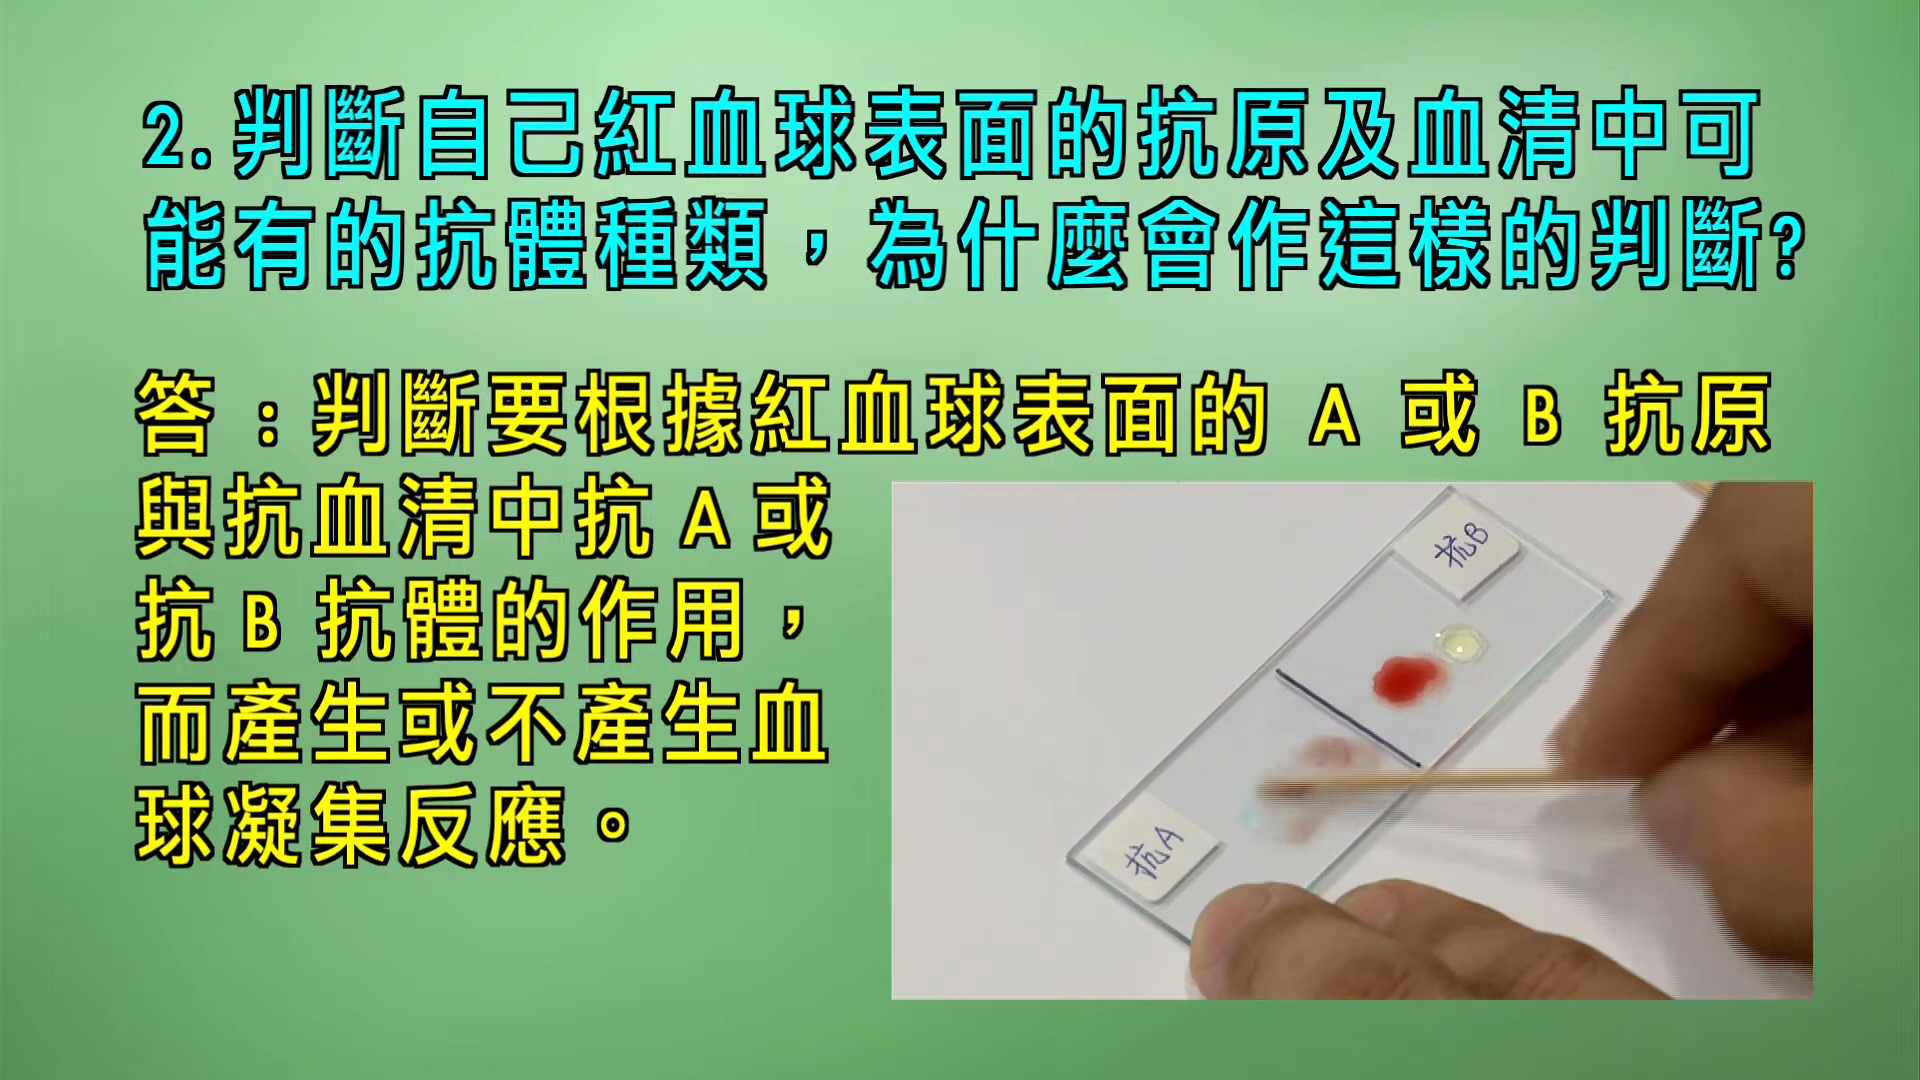 2.判斷自己紅血球表面的抗原及血清中可
能有的抗體種類，為什麼會作這樣的判斷?
答：判斷要根據紅血球表面的 A 或 B 抗原
與抗血清中抗 A 或
抗 B 抗體的作用，
而產生或不產生血
球凝集反應。
抗B
抗A